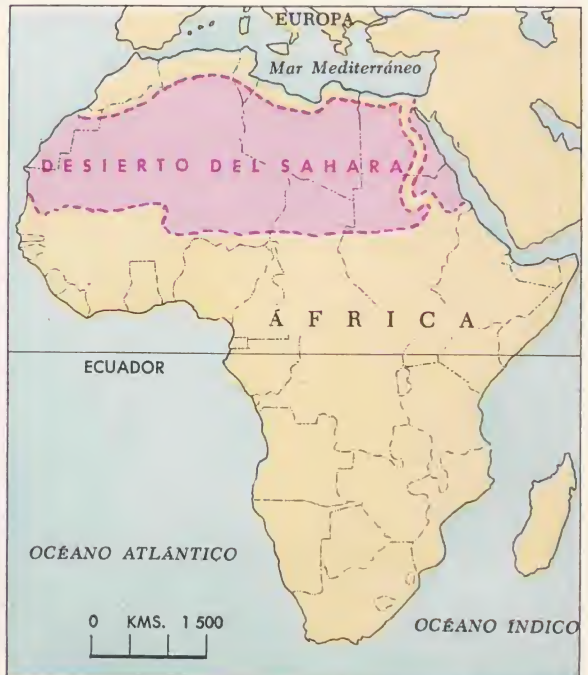 EUROPA
Mar Mediterráneo
DESIERTO DEL SAHARA
ÁFRICA
ECUADOR
OCÉANO ATLÁNTICO
0 KMS. 1 500
OCÉANO ÍNDICO